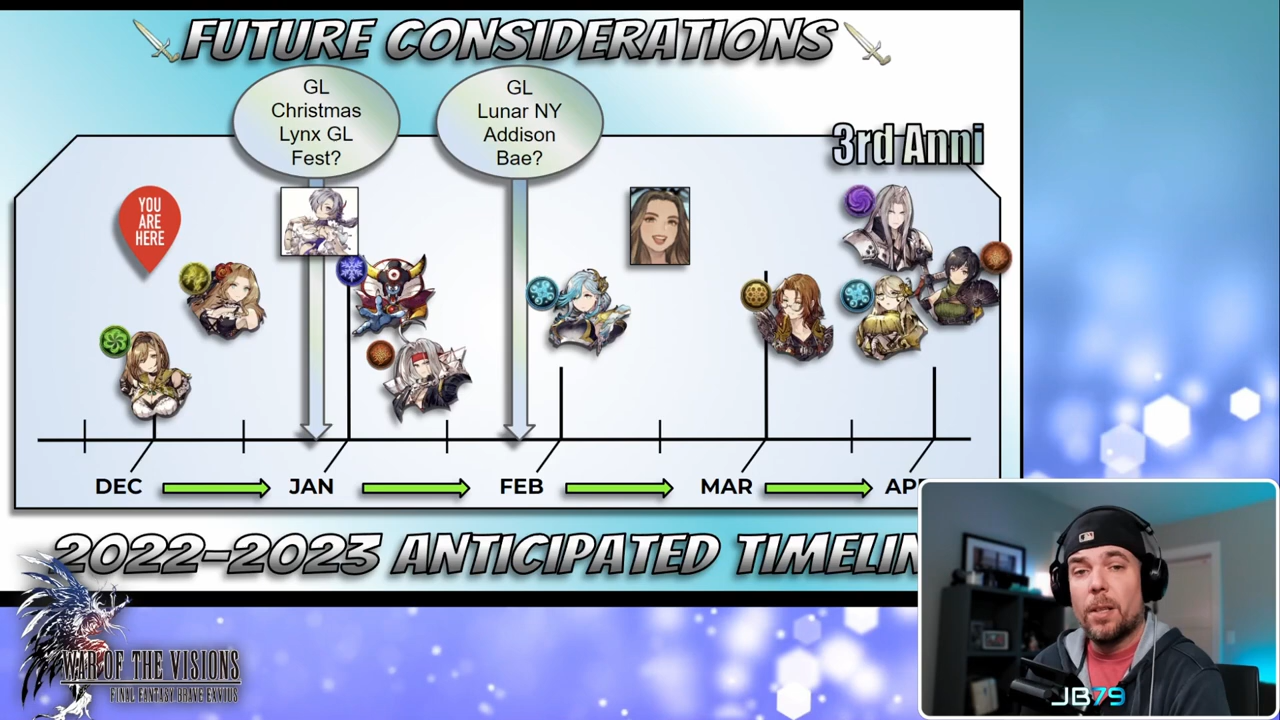 FUTURE CONSIDERATIONS
GL
Christmas
Lynx GL
Fest?
GL
Lunar NY
Addison
Bae?
3rd Anni
YOU
ARE
HERE
DEC
JAN
FEB
MAR
2022-2023 ANTICIPATED TIMELIN
WAR OF THE VISIONS
FINAL FANTASY BRAVE EXVIUS
JB79